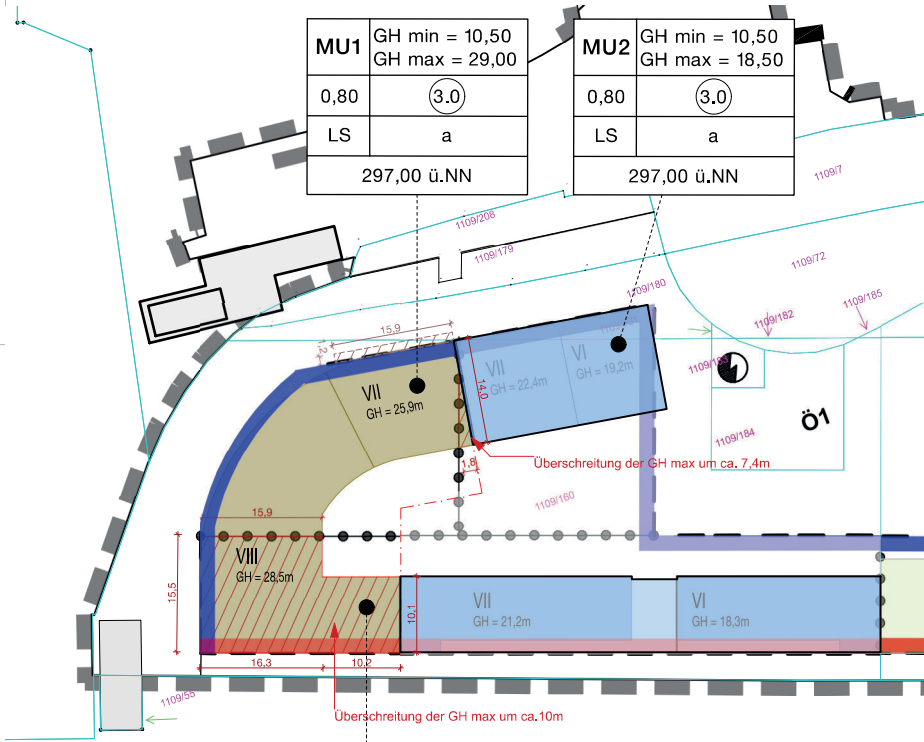 MU1
GH min = 10,50
GH max = 29,00
0,80
3.0
LS
a
297,00 ü.NN
MU2
GH min = 10,50
GH max = 18,50
0,80
3.0
LS
a
297,00 ü.NN
1109/7
1109/208
1109/179
1109/72
1109/180
1109/185
1109/182
15,9
VII
GH = 25,9m
14,0
VII
GH = 22,4m
VI
GH = 19,2m
1109/184
Ö1
Überschreitung der GH max um ca. 7,4m
1,8
1109/160
15,9
VIII
GH = 28,5m
15,5
10,1
VII
GH = 21,2m
VI
GH = 18,3m
16,3
10,2
1109/55
Überschreitung der GH max um ca.10m